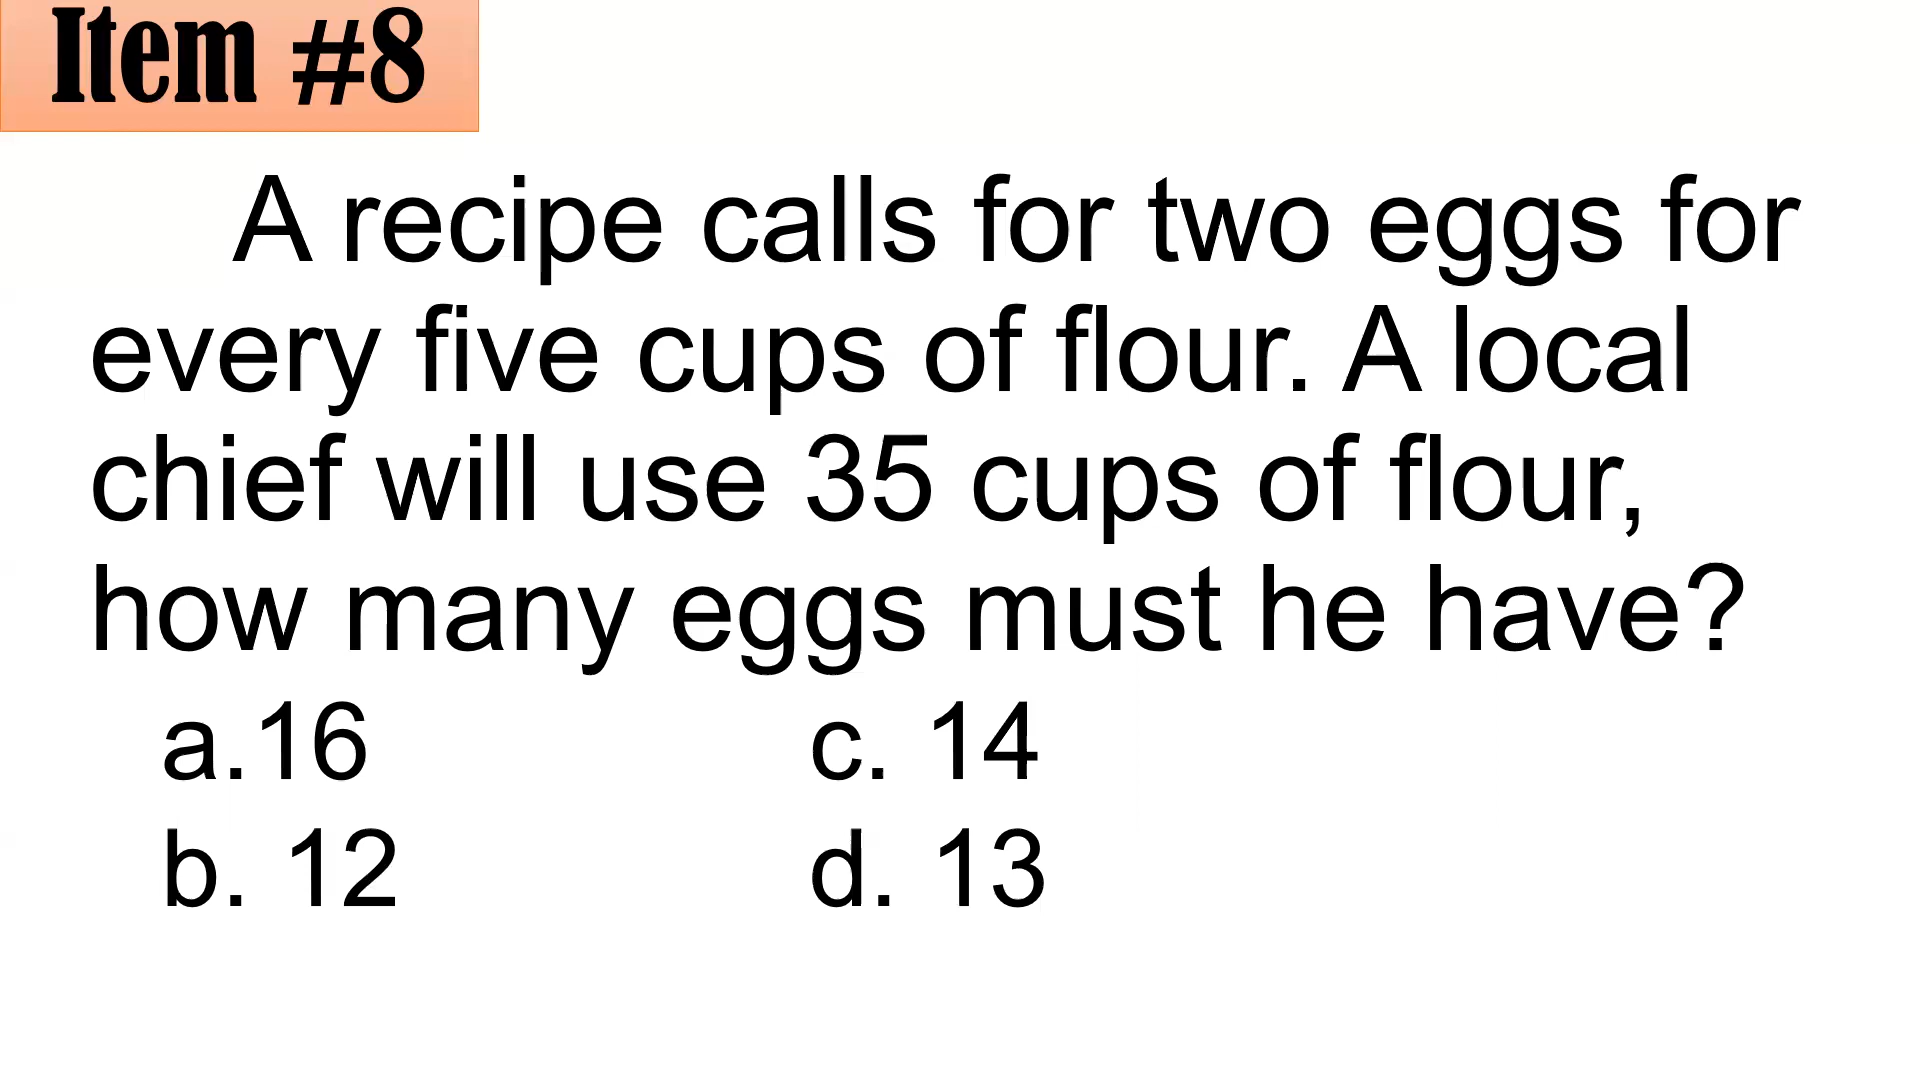 Item #8
A recipe calls for two eggs for
every five cups of flour. A local
chief will use 35 cups of flour,
how many eggs must he have?
a.16 c. 14
b. 12 d. 13